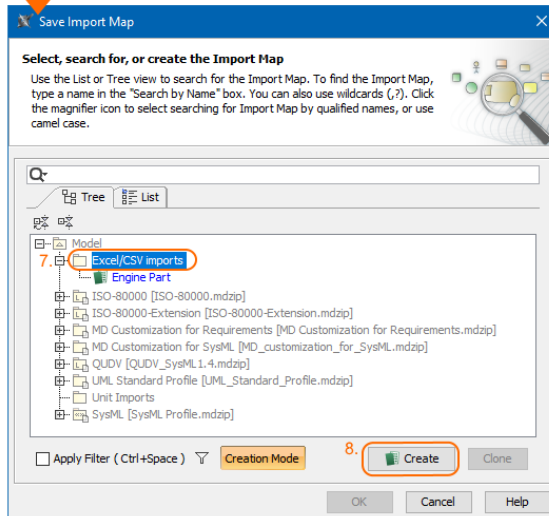 Save Import Map
Select, search for, or create the Import Map
Use the List or Tree view to search for the Import Map. To find the Import Map,
type a name in the "Search by Name" box. You can also use wildcards (,?). Click
the magnifier icon to select searching for Import Map by qualified names, or use
camel case.
Tree List
Model
7. Excel/CSV imports
Engine Part
ISO-80000 [ISO-80000.mdzip]
ISO-80000-Extension [ISO-80000-Extension.mdzip]
MD Customization for Requirements [MD Customization for Requirements.mdzip]
MD Customization for SysML [MD_customization_for_SysML.mdzip]
QUDV [QUDV_SysML1.4.mdzip]
UML Standard Profile [UML_Standard_Profile.mdzip]
Unit Imports
SysML [SysML Profile.mdzip]
Apply Filter ( Ctrl+Space ) Creation Mode 8. Create Clone
OK Cancel Help